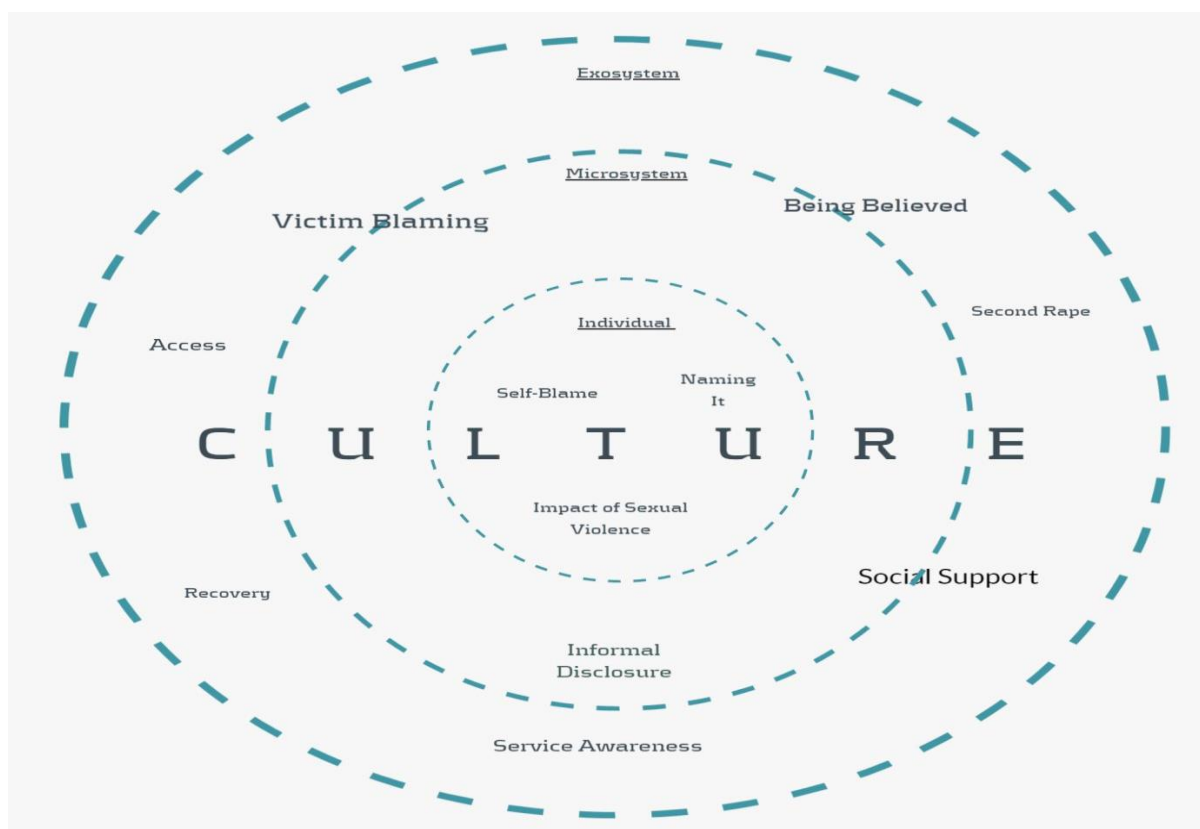 Exosystem
Microsystem
Being Believed
Victim Blaming
Second Rape
Individual
Access
Naming
It
Self-Blame
C U L T U R E
Impact of Sexual
Violence
Social Support
Recovery
Informal
Disclosure
Service Awareness